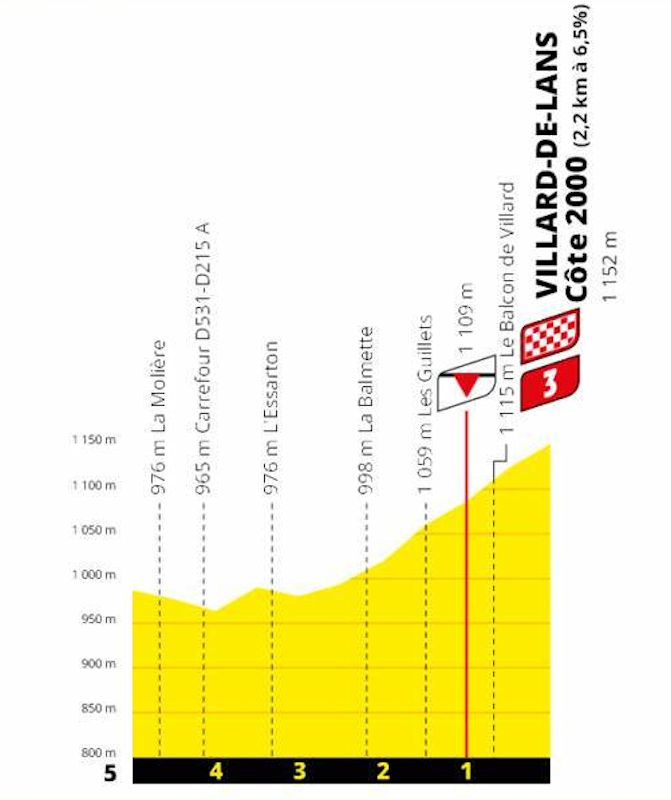 VILLARD-DE-LANS
Côte 2000 (2,2 km à 6,5%)
1 152 m
3
976 m La Molière
965 m Carrefour D531-D215 A
976 m L'Essarton
998 m La Balmette
1 059 m Les Guillets
1 109 m
1 115 m Le Balcon de Villard
1 150 m
1 100 m
1 050 m
1 000 m
950 m
900 m
850 m
800 m
5 4 3 2 1